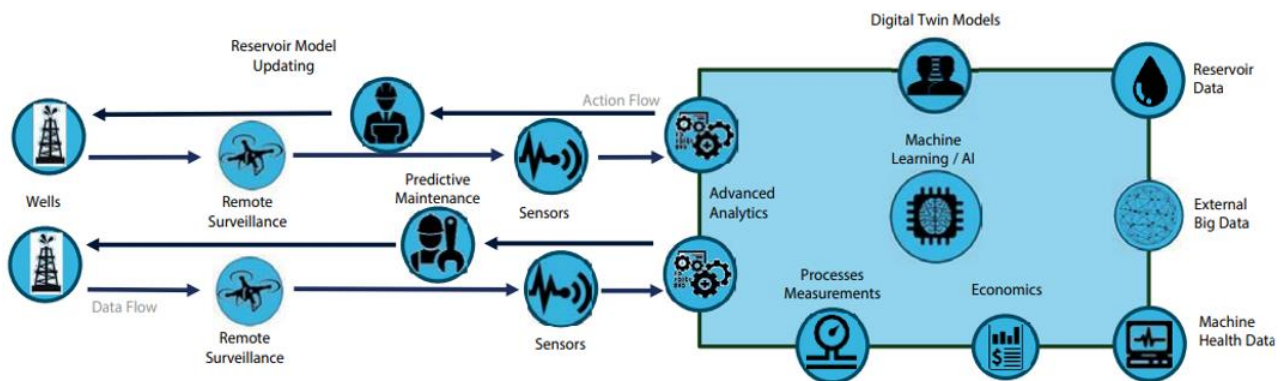 Digital Twin Models
Reservoir Model
Updating
Reservoir
Data
Action Flow
Machine
Learning / AI
Wells
Remote
Surveillance
Predictive
Maintenance
Sensors
Advanced
Analytics
External
Big Data
Data Flow
Remote
Surveillance
Sensors
Processes
Measurements
Economics
Machine
Health Data